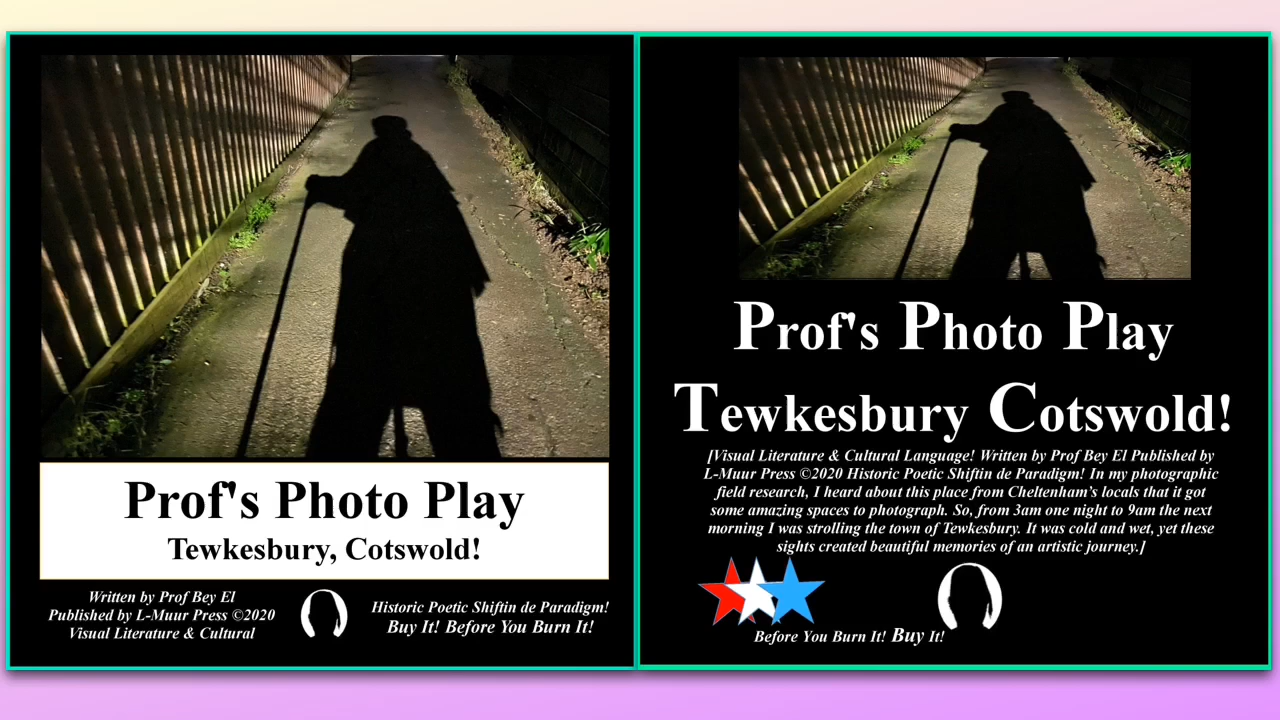 Prof's Photo Play
Tewkesbury, Cotswold!
Written by Prof Bey El
Published by L-Muur Press ©2020
Visual Literature & Cultural
Historic Poetic Shiftin de Paradigm!
Buy It! Before You Burn It!
Prof's Photo Play
Tewkesbury Cotswold!
[Visual Literature & Cultural Language! Written by Prof Bey El Published by
L-Muur Press ©2020 Historic Poetic Shiftin de Paradigm! In my photographic
field research, I heard about this place from Cheltenham's locals that it got
some amazing spaces to photograph. So, from 3am one night to 9am the next
morning I was strolling the town of Tewkesbury. It was cold and wet, yet these
sights created beautiful memories of an artistic journey.]
Before You Burn It! Buy It!